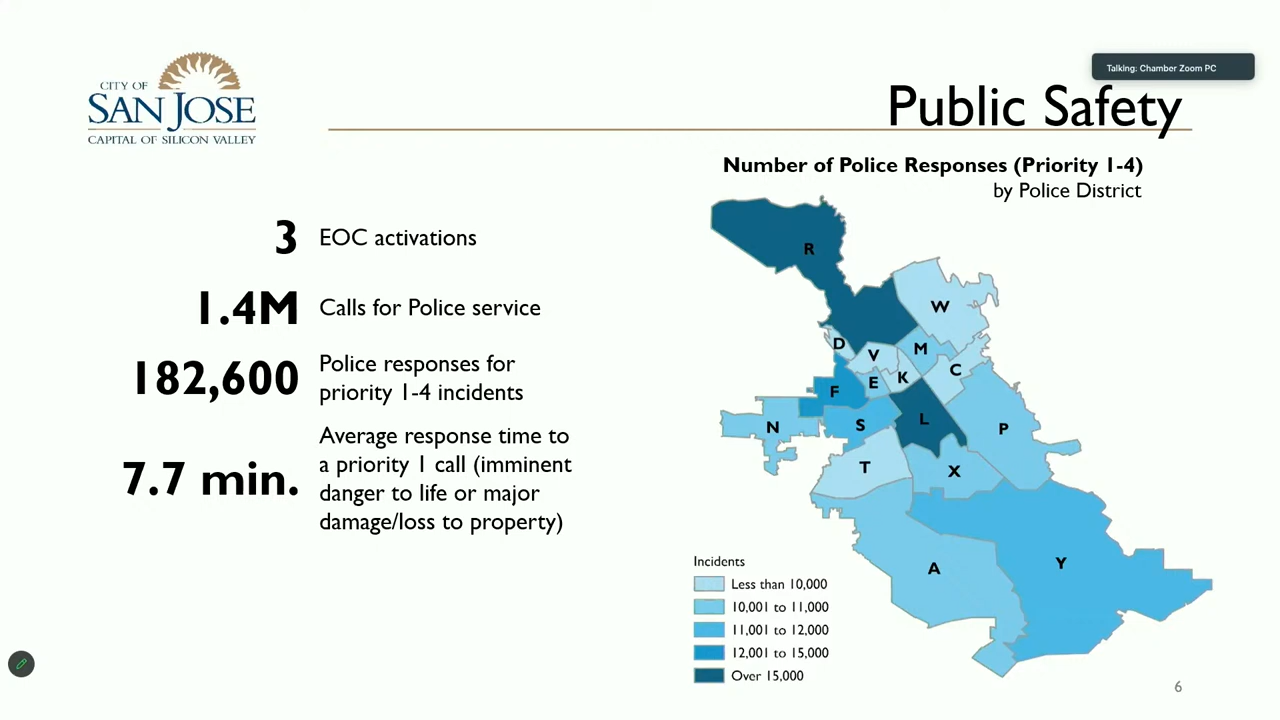 CITY OF
SAN JOSE
CAPITAL OF SILICON VALLEY
Talking: Chamber Zoom PC
Public Safety
3 EOC activations
1.4M Calls for Police service
182,600 Police responses for
priority 1-4 incidents
7.7 min. Average response time to
a priority 1 call (imminent
danger to life or major
damage/loss to property)
Number of Police Responses (Priority 1-4)
by Police District
R
W
D
V
M
C
E
K
F
L
N
S
P
T
X
A
Y
Incidents
Less than 10,000
10,001 to 11,000
11,001 to 12,000
12,001 to 15,000
Over 15,000
6